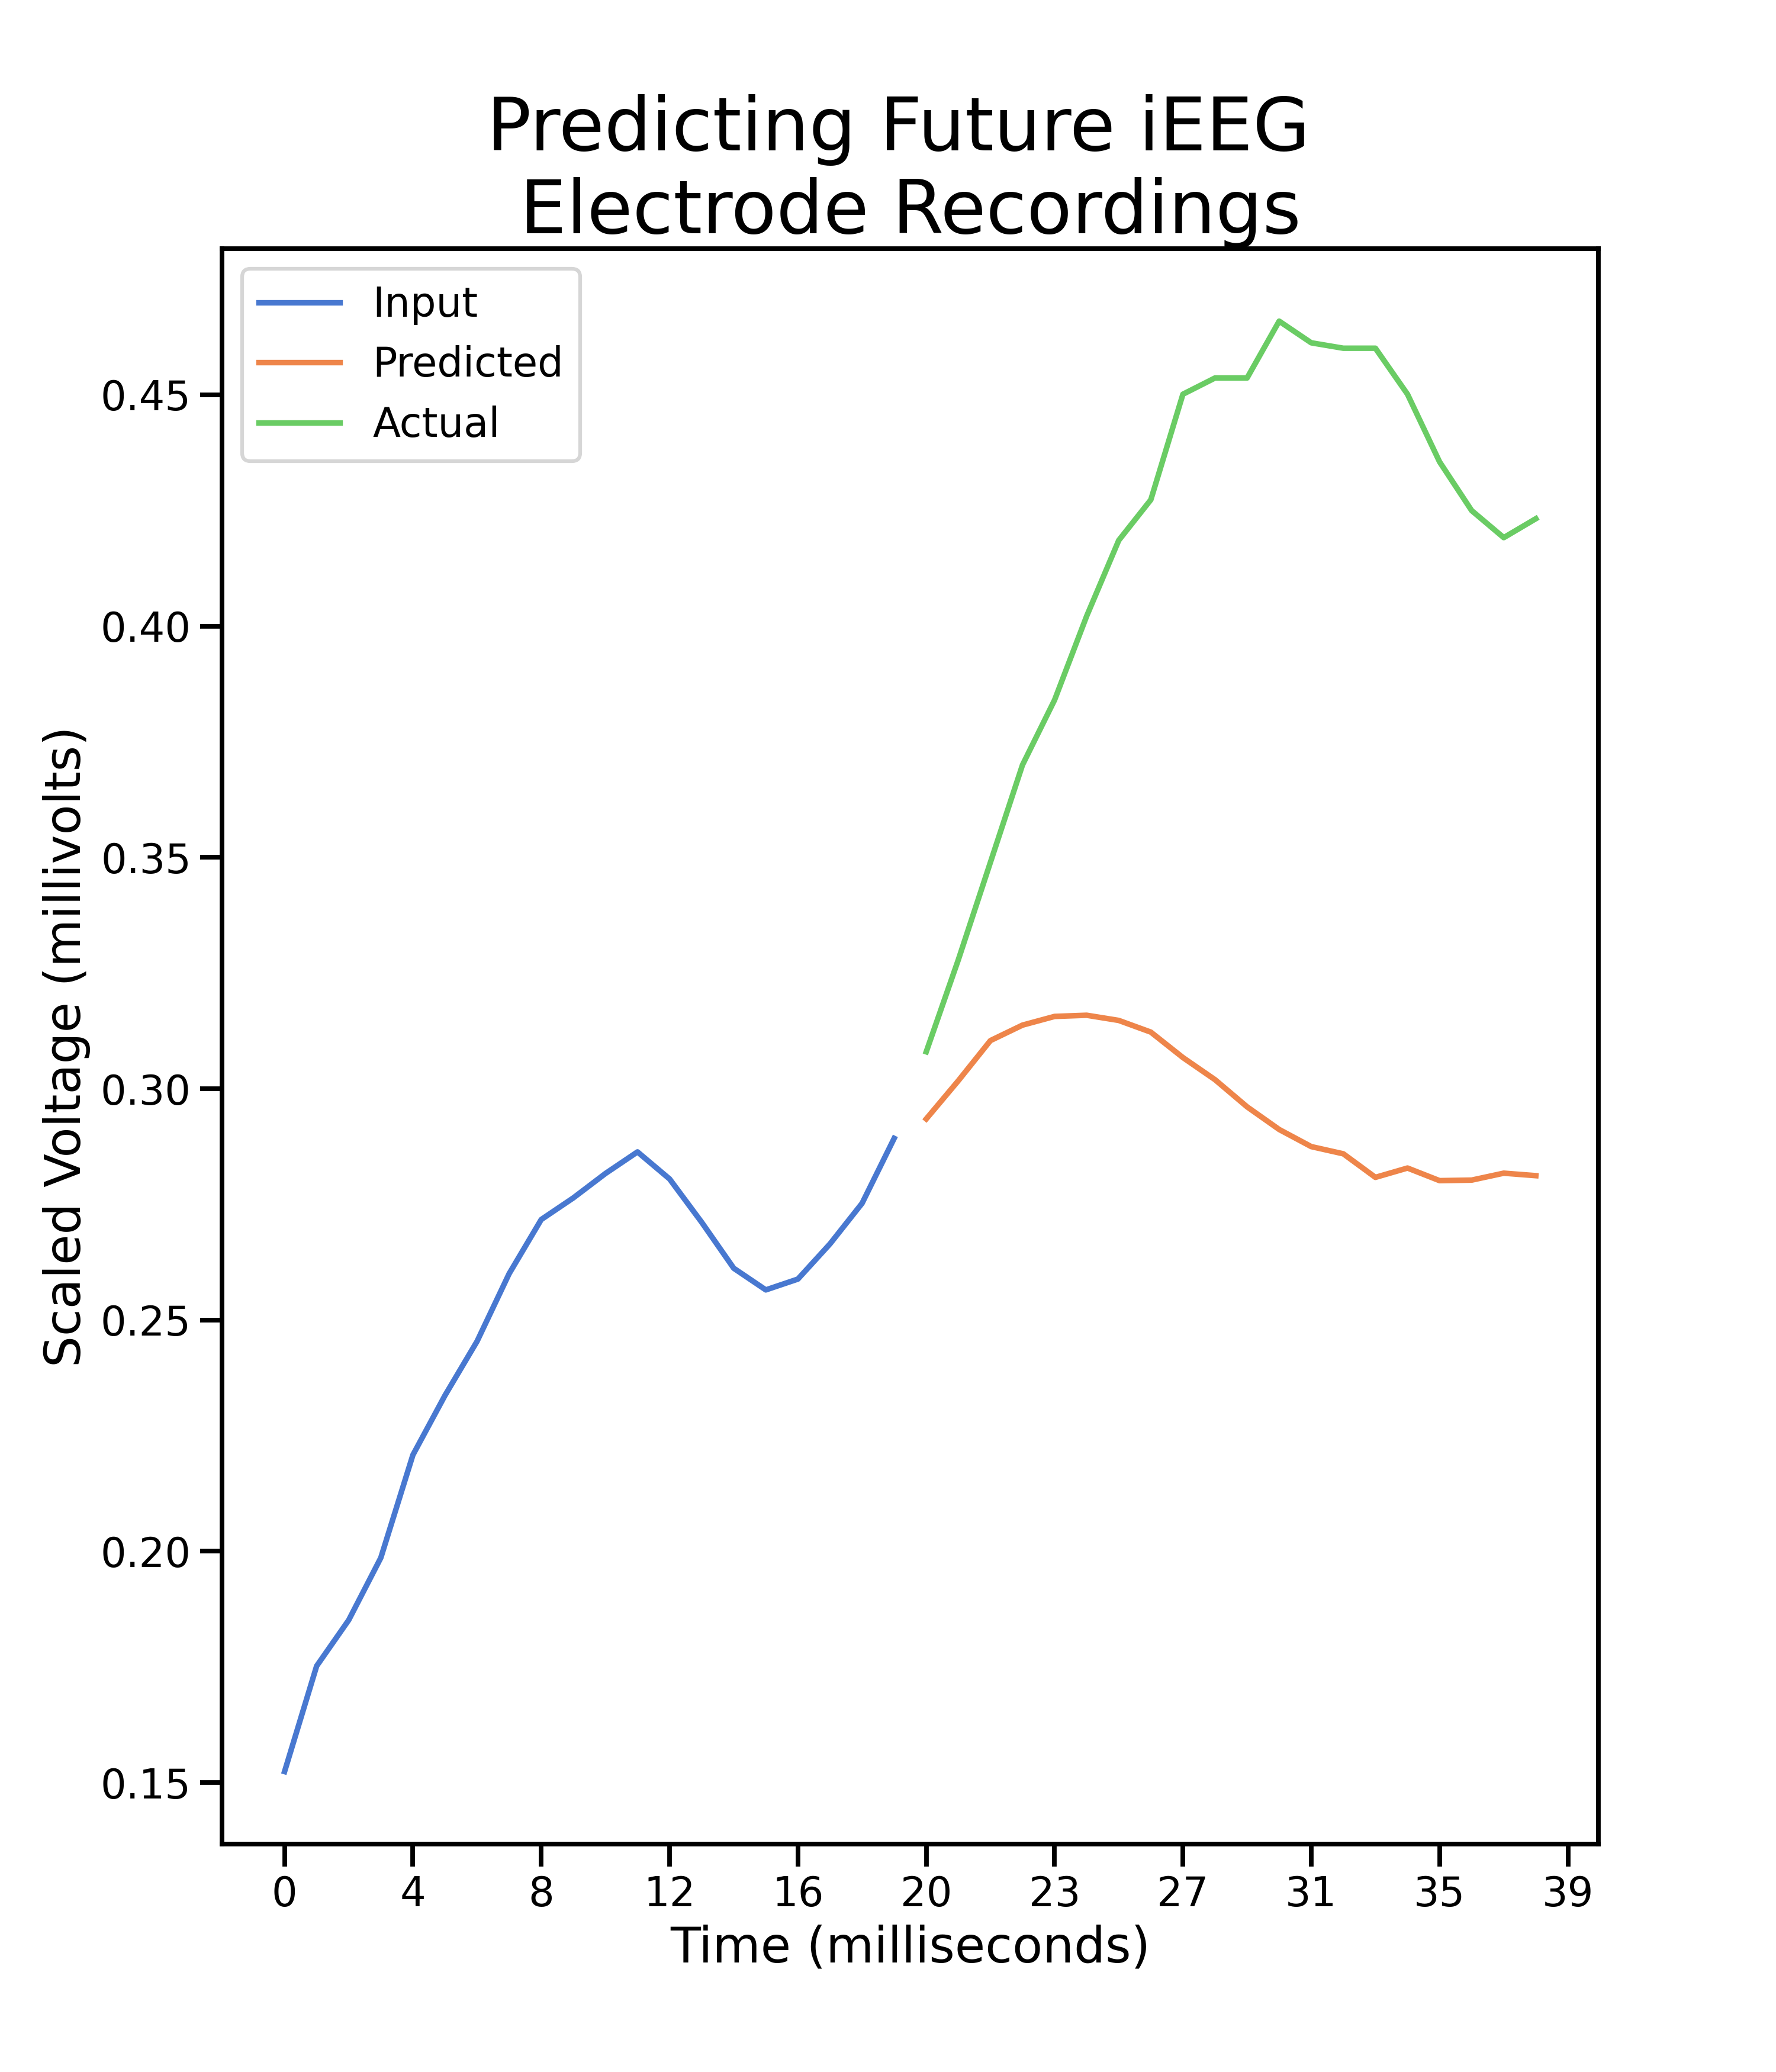 Predicting Future iEEG
Electrode Recordings
Input
Predicted
Actual
0.45
0.40
0.35
0.30
0.25
0.20
0.15
Scaled Voltage (millivolts)
0 4 8 12 16 20 23 27 31 35 39
Time (milliseconds)